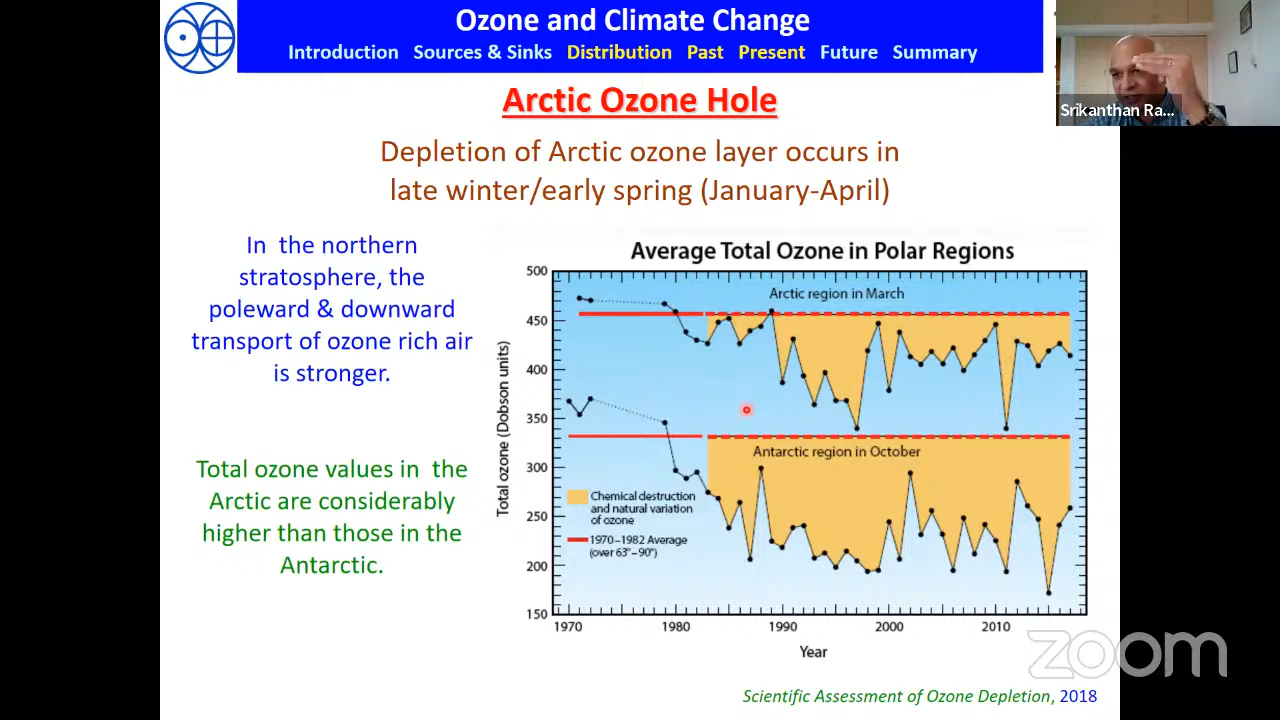 Ozone and Climate Change
Introduction Sources & Sinks Distribution Past Present Future Summary
Srikanthan Ra...
Arctic Ozone Hole
Depletion of Arctic ozone layer occurs in
late winter/early spring (January-April)
In the northern
stratosphere, the
poleward & downward
transport of ozone rich air
is stronger.
Total ozone values in the
Arctic are considerably
higher than those in the
Antarctic.
Average Total Ozone in Polar Regions
Total ozone (Dobson units)
500
450
400
350
300
250
200
150
Arctic region in March
Antarctic region in October
Chemical destruction
and natural variation
of ozone
1970–1982 Average
(over 63°–90°)
1970 1980 1990 2000 2010
Year
zoom
Scientific Assessment of Ozone Depletion, 2018